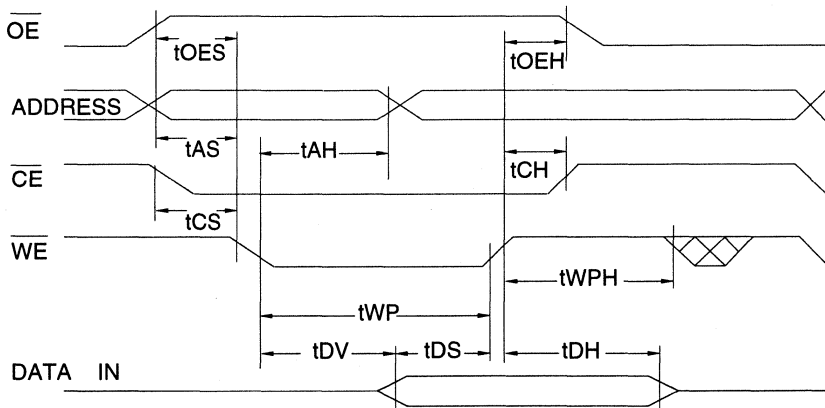 OE
tOES
tOEH
ADDRESS
tAS
tAH
tCH
CE
tCS
WE
tWPH
tWP
tDV
tDS
tDH
DATA IN